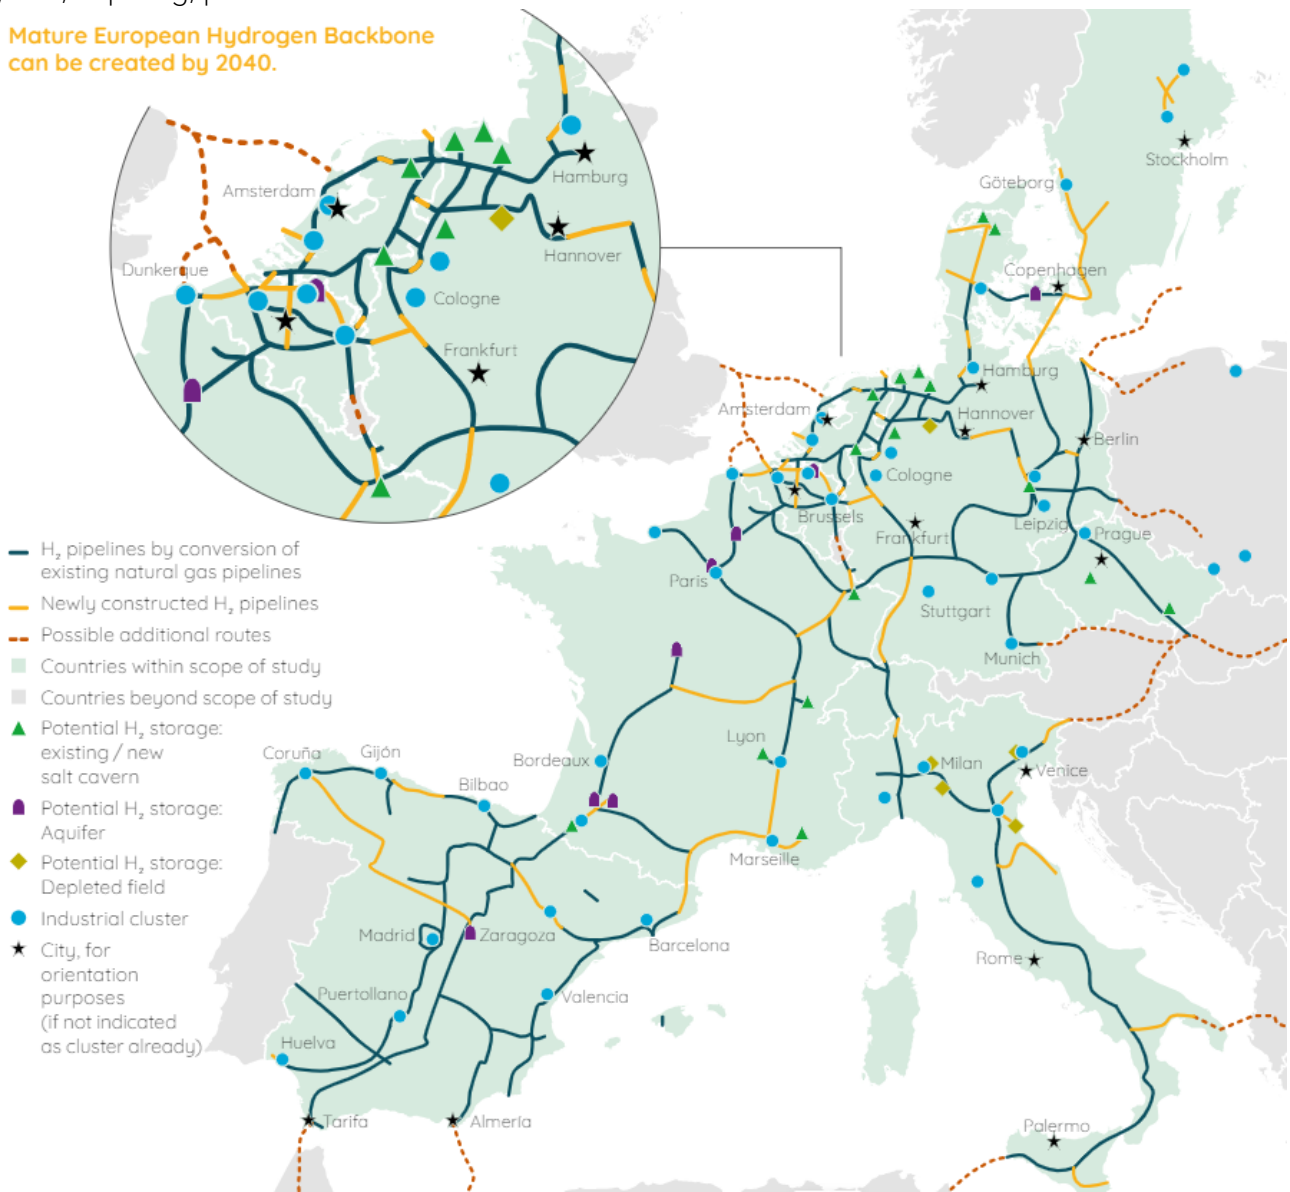 Mature European Hydrogen Backbone
can be created by 2040.
Amsterdam
Hamburg
Dunkerque
Hannover
Cologne
Frankfurt
H₂ pipelines by conversion of
existing natural gas pipelines
Newly constructed H₂ pipelines
Possible additional routes
Countries within scope of study
Countries beyond scope of study
Potential H₂ storage:
existing / new
salt cavern
Potential H₂ storage:
Aquifer
Potential H₂ storage:
Depleted field
Industrial cluster
City, for
orientation
purposes
(if not indicated
as cluster already)
Stockholm
Göteborg
Copenhagen
Hamburg
Amsterdam
Hannover
Berlin
Cologne
Brussels
Leipzig
Frankfurt
Prague
Paris
Stuttgart
Munich
Lyon
Bordeaux
Milan
Venice
Coruña
Gijón
Bilbao
Marseille
Madrid
Zaragoza
Barcelona
Rome
Puertollano
Valencia
Huelva
Tarifa
Almería
Palermo